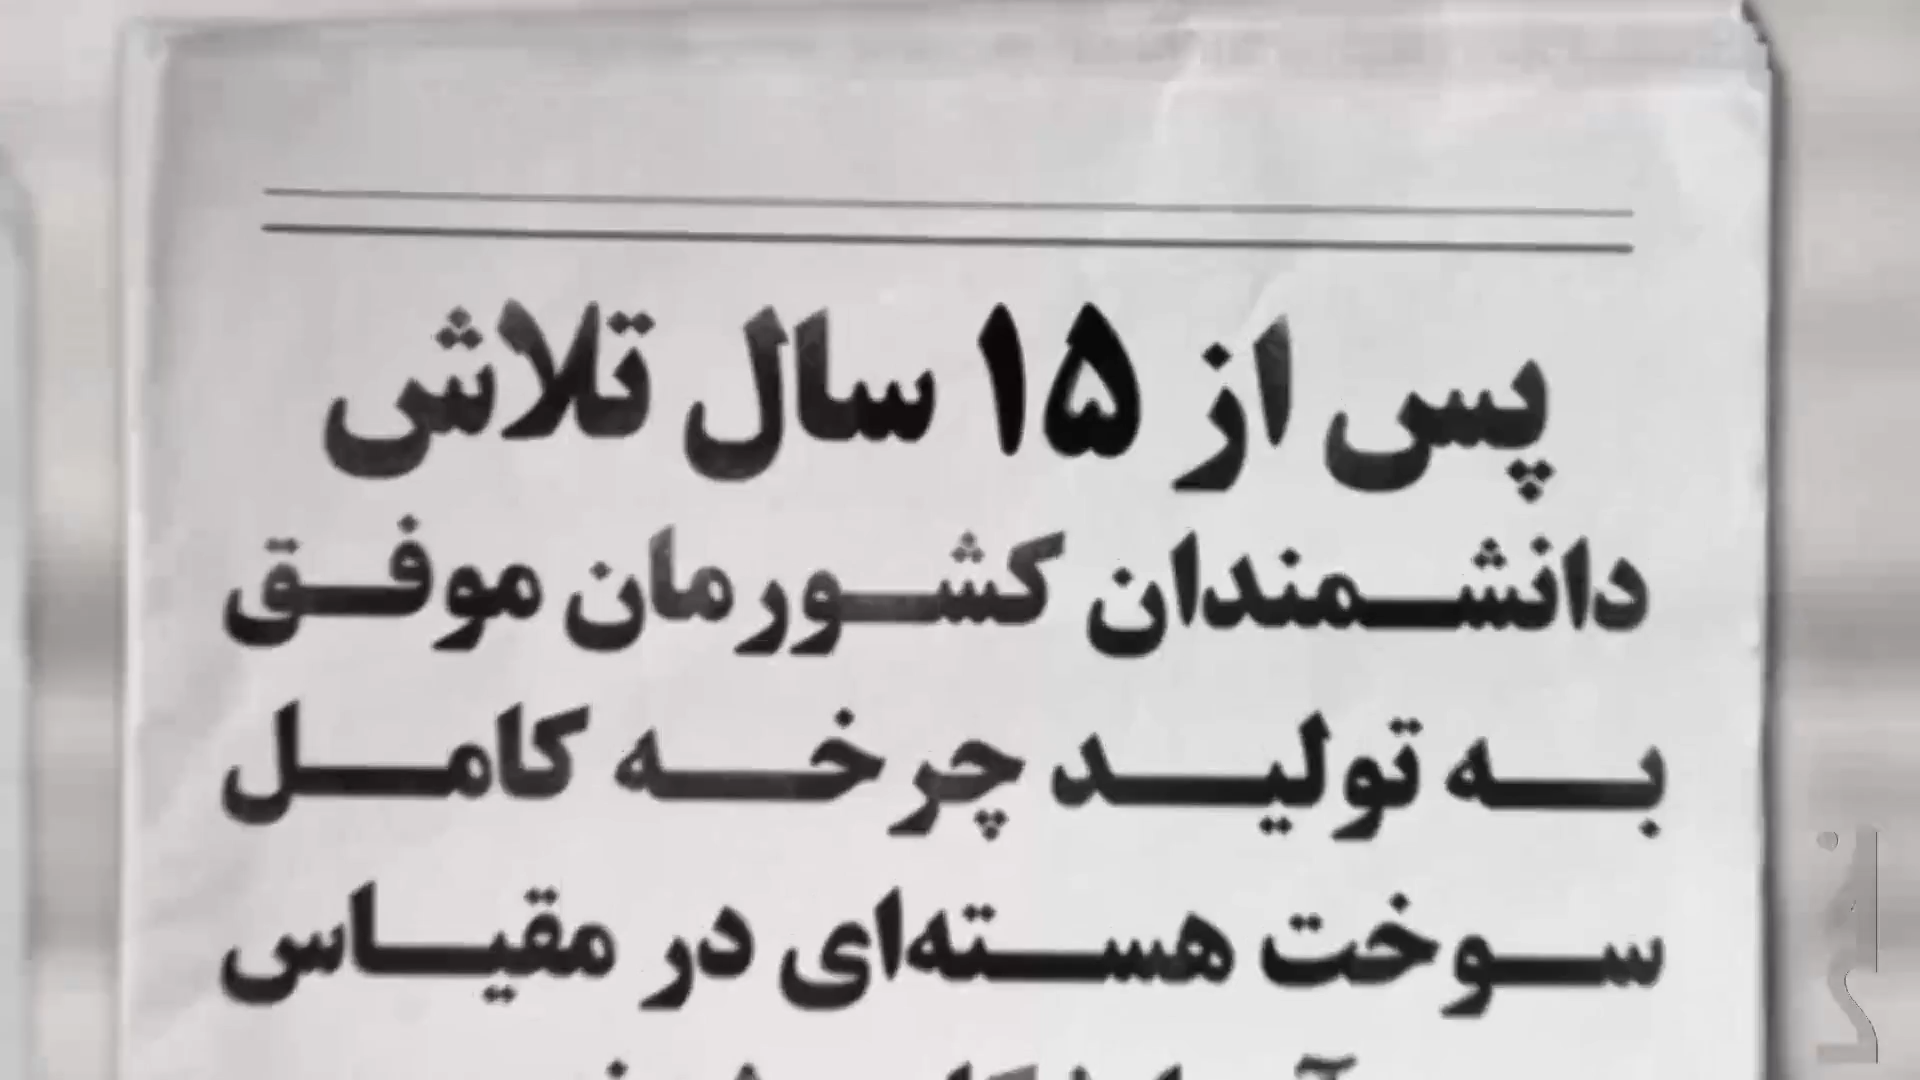 پس از ۱۵ سال تلاش
دانشمندان کشورمان موفق
به تولید چرخه کامل
سوخت هسته‌ای در مقیاس